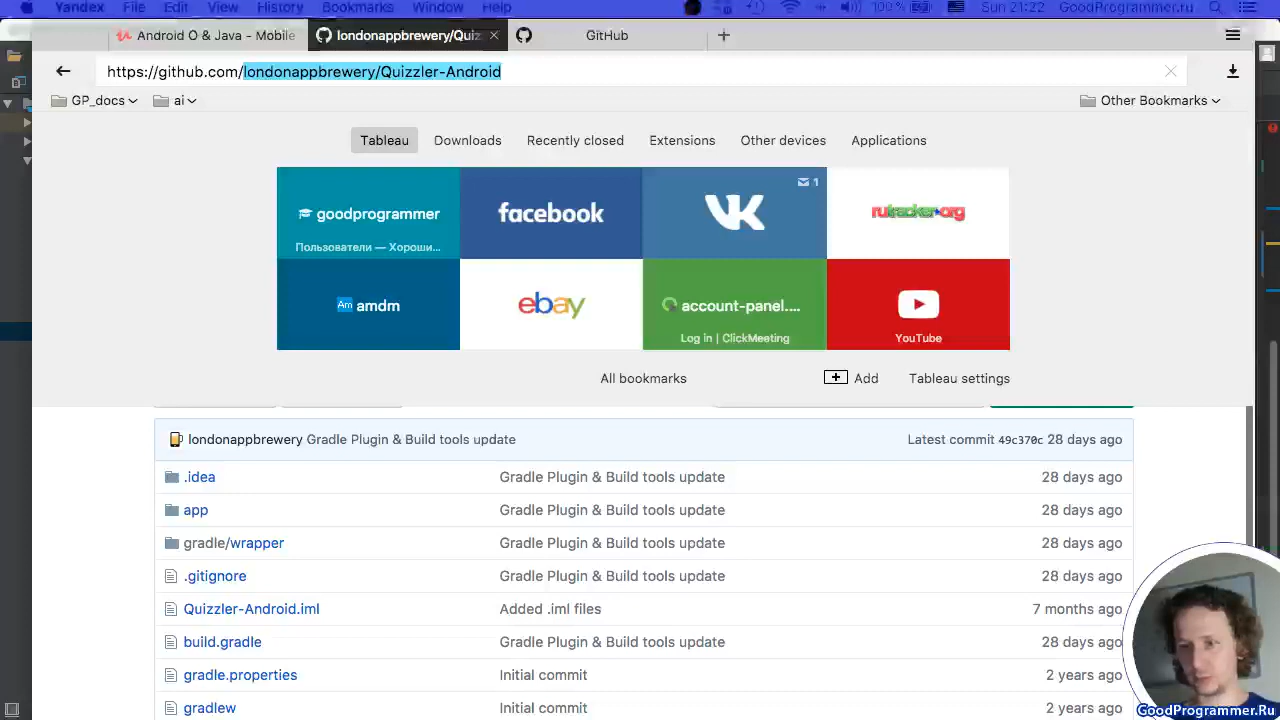 Yandex File Edit View History Bookmarks Window Help 100 % Sun 21:22 GoodProgrammer.ru
Android O & Java - Mobile londonappbrewery/Quiz GitHub
https://github.com/londonappbrewery/Quizzler-Android
GP_docs ai Other Bookmarks
Tableau Downloads Recently closed Extensions Other devices Applications
goodprogrammer
Пользователи — Хороши...
facebook
1
rutracker.org
Am amdm
ebay
account-panel....
Log in | ClickMeeting
YouTube
All bookmarks Add Tableau settings
londonappbrewery Gradle Plugin & Build tools update Latest commit 49c370c 28 days ago
.idea Gradle Plugin & Build tools update 28 days ago
app Gradle Plugin & Build tools update 28 days ago
gradle/wrapper Gradle Plugin & Build tools update 28 days ago
.gitignore Gradle Plugin & Build tools update 28 days ago
Quizzler-Android.iml Added .iml files 7 months ago
build.gradle Gradle Plugin & Build tools update 28 days ago
gradle.properties Initial commit 2 years ago
gradlew Initial commit 2 years ago
GoodProgrammer.Ru